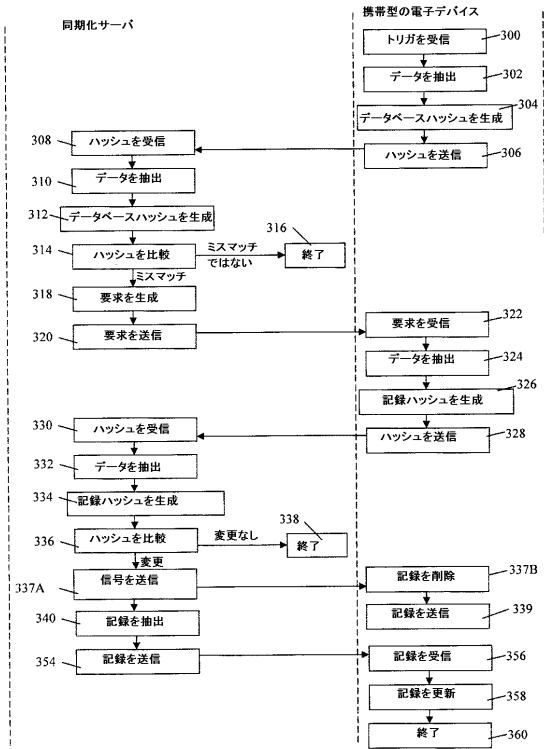 同期化サーバ
携帯型の電子デバイス
トリガを受信
300
データを抽出
302
データベースハッシュを生成
304
ハッシュを送信
306
308
ハッシュを受信
310
データを抽出
312
データベースハッシュを生成
314
ハッシュを比較
ミスマッチ
ではない
316
終了
ミスマッチ
318
要求を生成
320
要求を送信
要求を受信
322
データを抽出
324
記録ハッシュを生成
326
ハッシュを送信
328
330
ハッシュを受信
332
データを抽出
334
記録ハッシュを生成
336
ハッシュを比較
変更なし
338
終了
変更
337A
信号を送信
記録を削除
337B
記録を送信
339
340
記録を抽出
354
記録を送信
記録を受信
356
記録を更新
358
終了
360